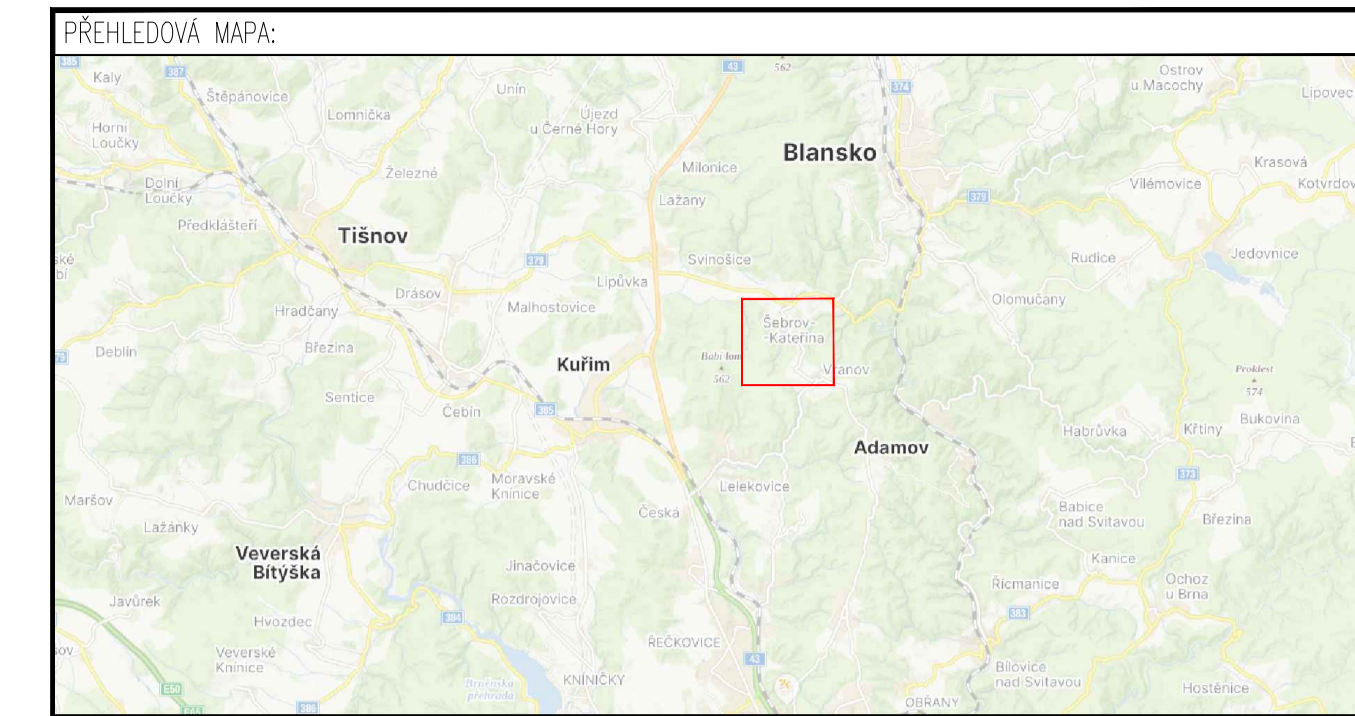 PŘEHLEDOVÁ MAPA:
385
Kaly
387
Štěpánovice
Lomnička
Unín
Újezd
u Černé Hory
43
562
374
Ostrov
u Macochy
Lipovec
Horní
Loučky
Železné
Milonice
Blansko
Krasová
Vilémovice
Kotvrdov
Dolní
Loučky
379
Lažany
Předklášteří
Tišnov
379
Svinošice
Rudice
Jedovnice
ské
bí
Lipůvka
Drásov
Malhostovice
Olomučany
Hradčany
Šebrov-
-Kateřina
Deblín
Březina
Kuřim
Babí lom
562
Vranov
Proklest
574
Sentice
Čebín
385
Habrůvka
Křtiny
Bukovina
Adamov
386
Chudčice
Moravské
Knínice
Lelekovice
373
Maršov
Lažánky
Česká
Babice
nad Svitavou
Březina
Veverská
Bítýška
Jinačovice
Kanice
Řícmanice
Ochoz
u Brna
Javůrek
Rozdrojovice
Hvozdec
384
383
ŘEČKOVICE
Veverské
Knínice
43
Bílovice
nad Svitavou
E50
Brněnská
přehrada
KNÍNIČKY
Hostěnice
OBŘANY
386
E65